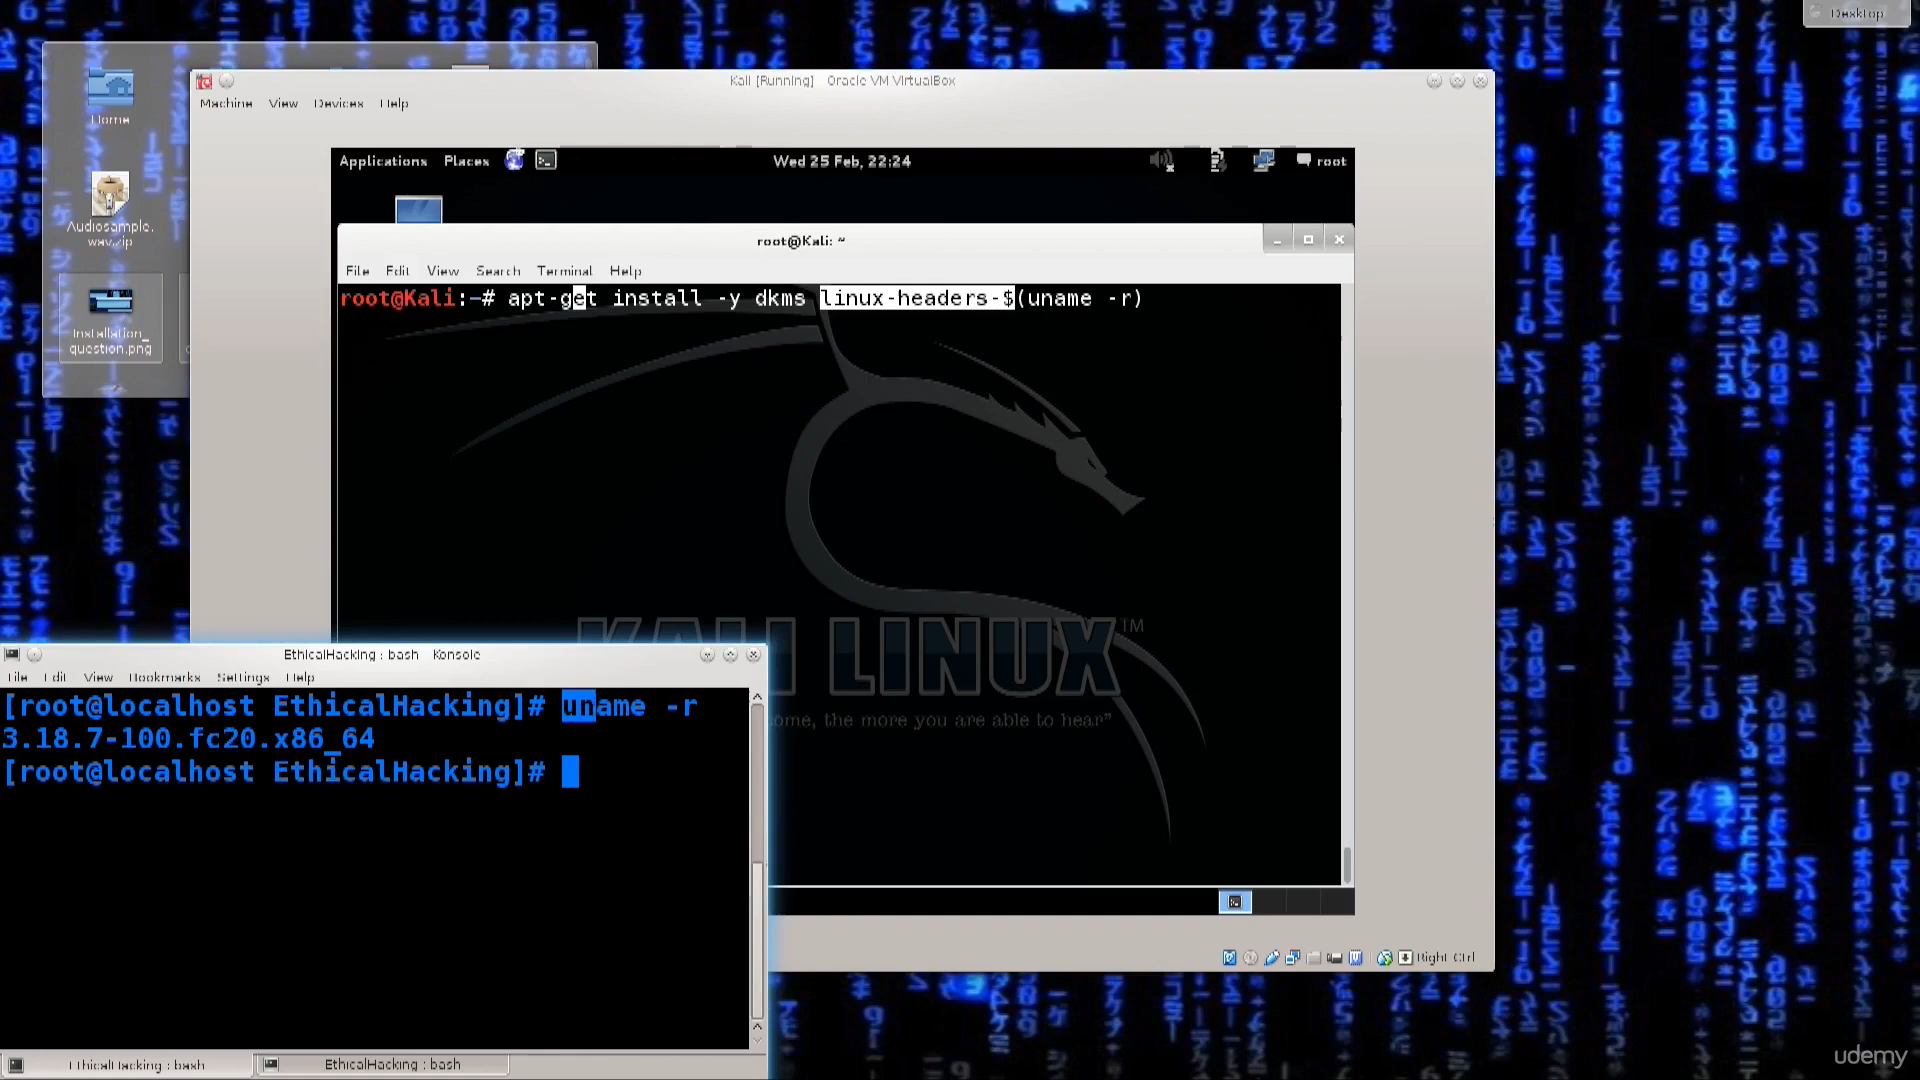 Desktop
Kali [Running] Oracle VM VirtualBox
Machine View Devices Help
Home
Applications Places Wed 25 Feb, 22:24 root
Audiosample.
wav.zip
root@Kali: ~
File Edit View Search Terminal Help
root@Kali:~# apt-get install -y dkms linux-headers-$(uname -r)
Installation_
question.png
KALI LINUX™
ome, the more you are able to hear"
EthicalHacking : bash Konsole
File Edit View Bookmarks Settings Help
[root@localhost EthicalHacking]# uname -r
3.18.7-100.fc20.x86_64
[root@localhost EthicalHacking]#
Right Ctrl
EthicalHacking : bash EthicalHacking : bash
udemy